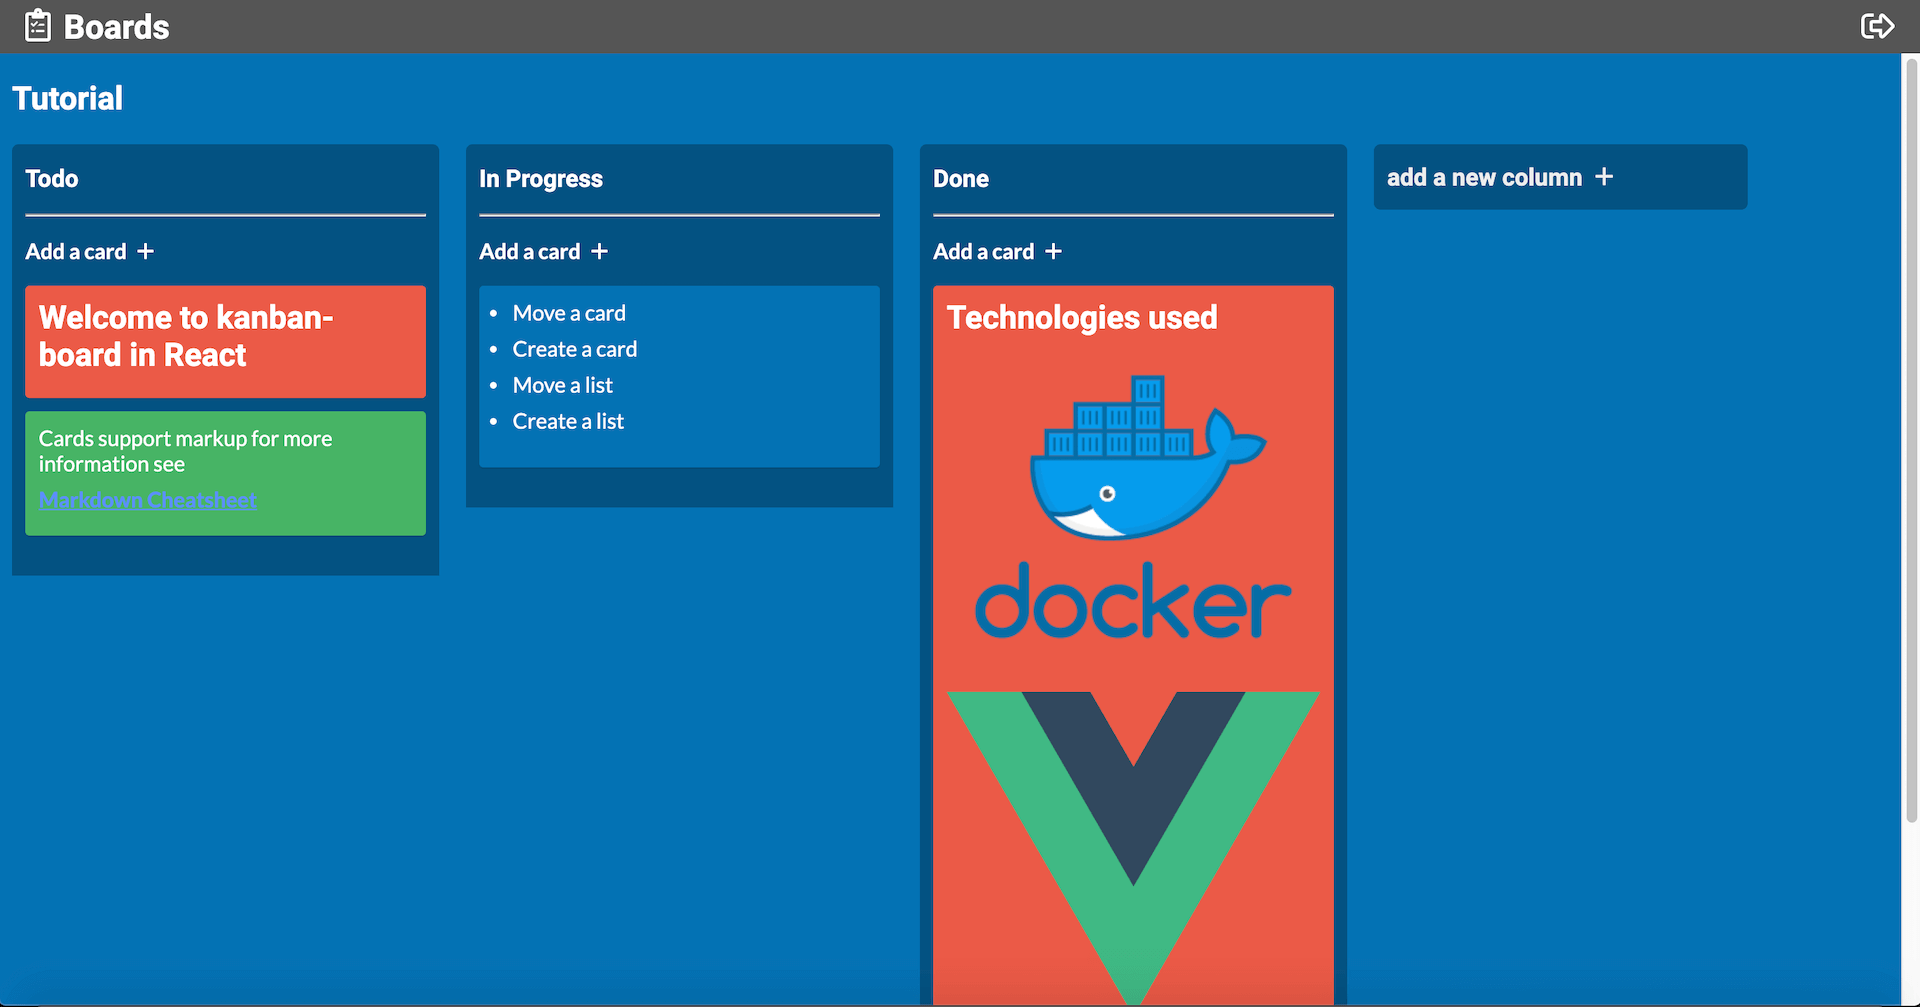 Boards
Tutorial
Todo
Add a card +
Welcome to kanban-
board in React
Cards support markup for more
information see
Markdown Cheatsheet
In Progress
Add a card +
• Move a card
• Create a card
• Move a list
• Create a list
Done
Add a card +
Technologies used
docker
add a new column +